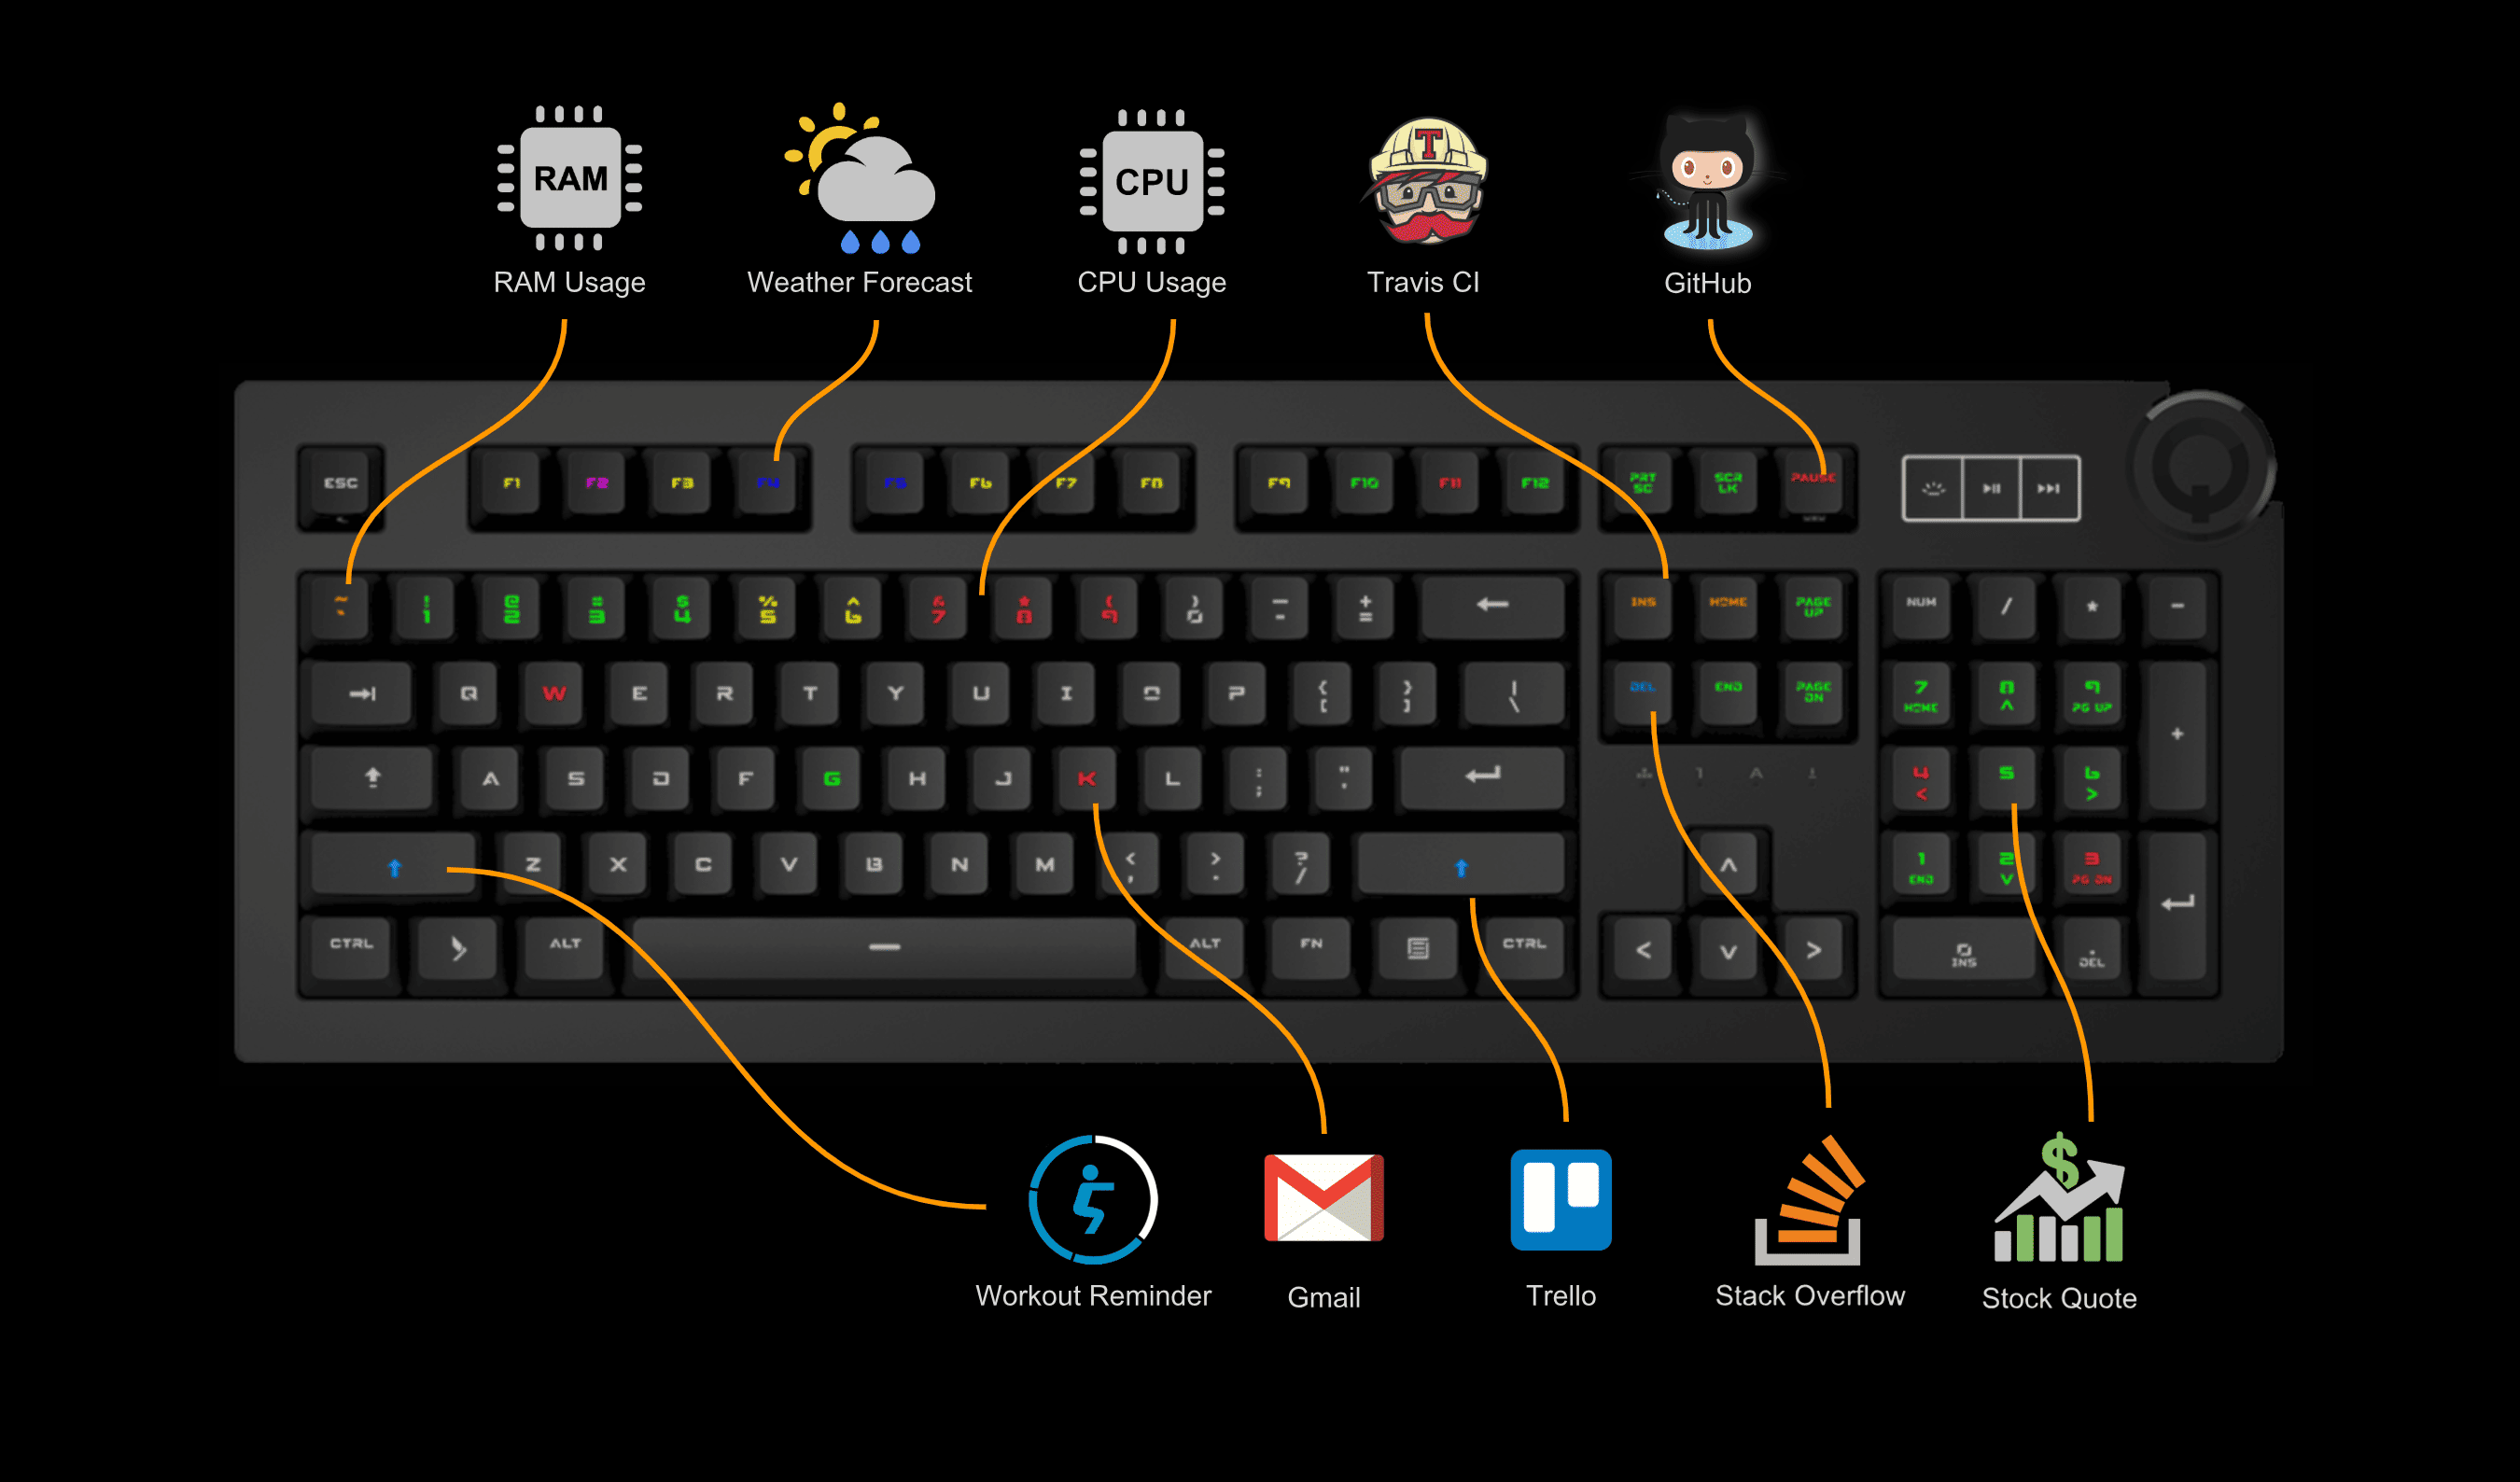 RAM
CPU
T
RAM Usage
Weather Forecast
CPU Usage
Travis CI
GitHub
ESC
F1
F2
F3
F4
F5
F6
F7
F8
F9
F10
F11
F12
PRT
SC
SCR
LK
PAUSE
~
`
!
1
@
2
#
3
$
4
%
5
^
6
&
7
*
8
(
9
)
0
_
-
+
=
INS
HOME
PAGE
UP
NUM
/
*
-
Q
W
E
R
T
Y
U
I
O
P
{
[
}
]
|
\
DEL
END
PAGE
DN
7
HOME
8
^
9
PG UP
+
A
S
D
F
G
H
J
K
L
:
;
"
'
4
<
5
6
>
Z
X
C
V
B
N
M
<
,
>
.
?
/
1
END
2
V
3
PG DN
CTRL
ALT
ALT
FN
CTRL
0
INS
.
DEL
$
Workout Reminder
Gmail
Trello
Stack Overflow
Stock Quote